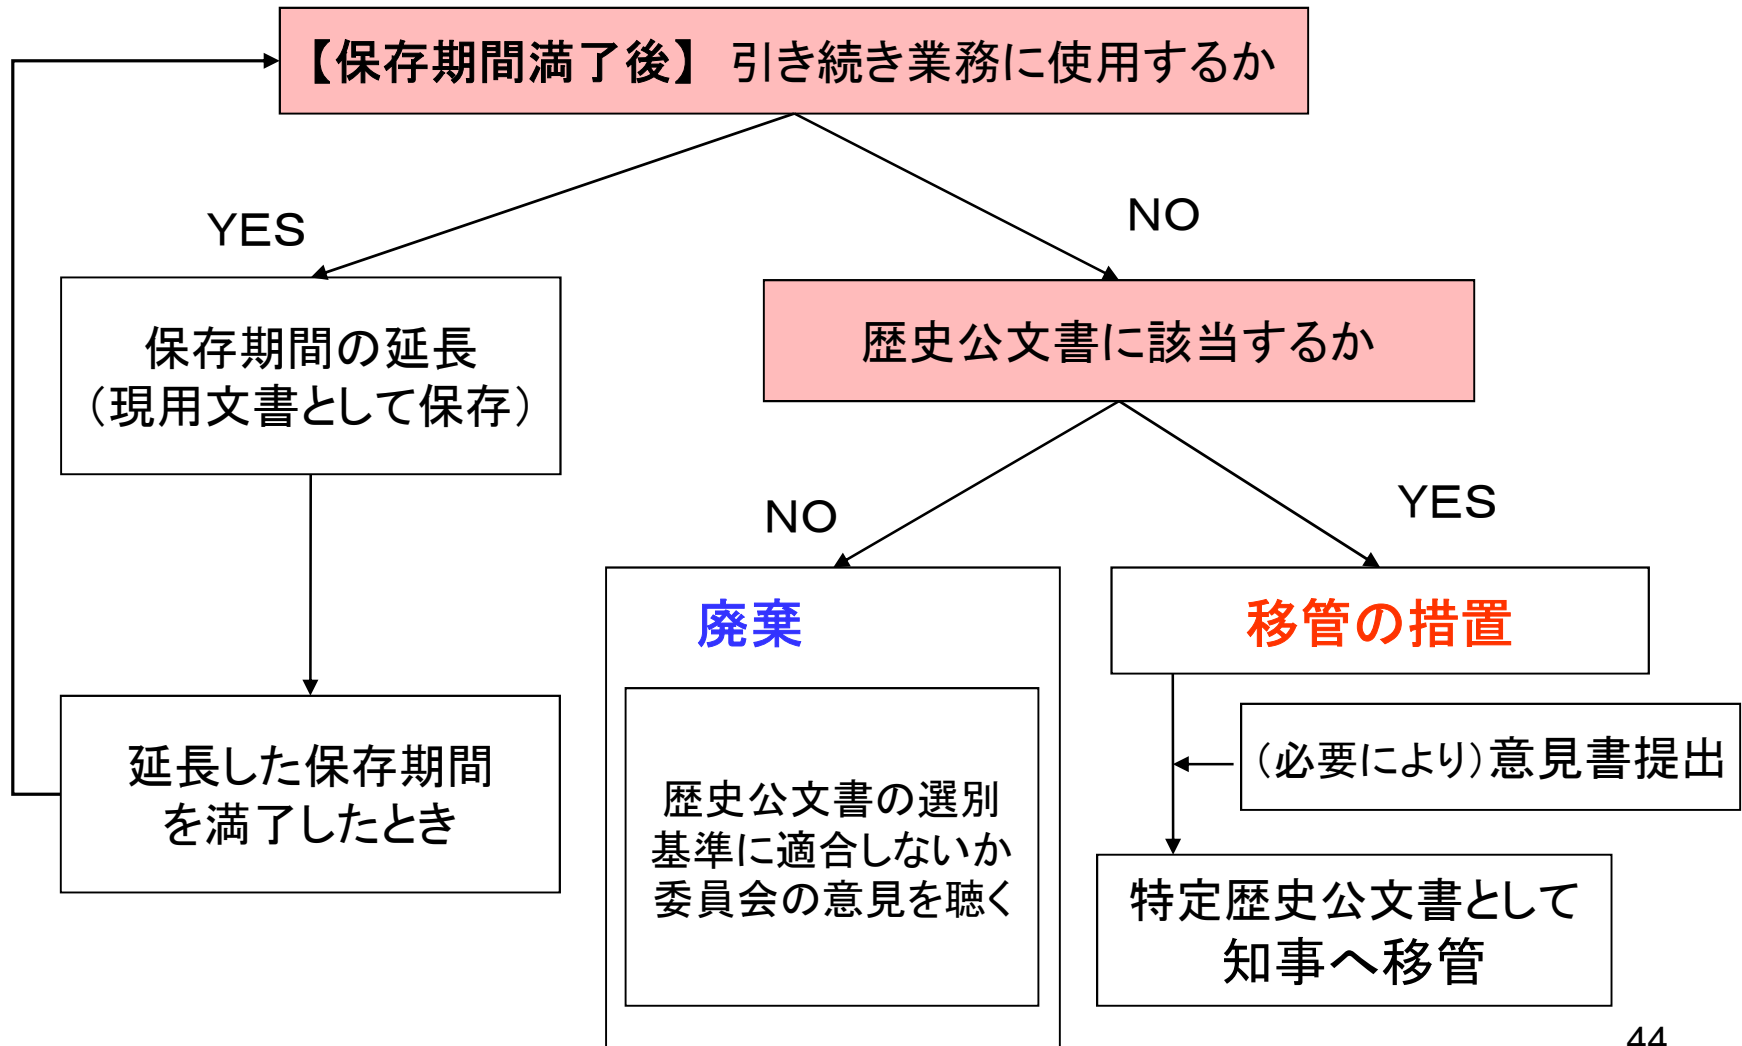 【保存期間満了後】 引き続き業務に使用するか
YES
NO
保存期間の延長
（現用文書として保存）
歴史公文書に該当するか
NO
YES
廃棄
移管の措置
延長した保存期間
を満了したとき
歴史公文書の選別
基準に適合しないか
委員会の意見を聴く
（必要により）意見書提出
特定歴史公文書として
知事へ移管
44